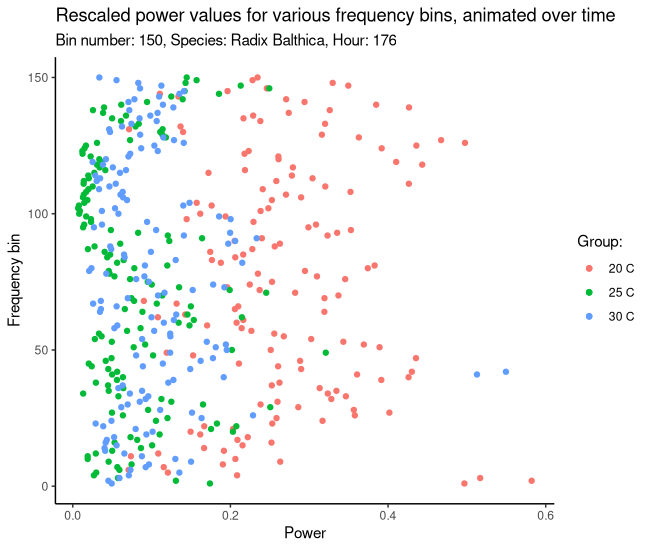 Rescaled power values for various frequency bins, animated over time
Bin number: 150, Species: Radix Balthica, Hour: 176
150
100
50
0
Frequency bin
0.0
0.2
0.4
0.6
Power
Group:
20 C
25 C
30 C